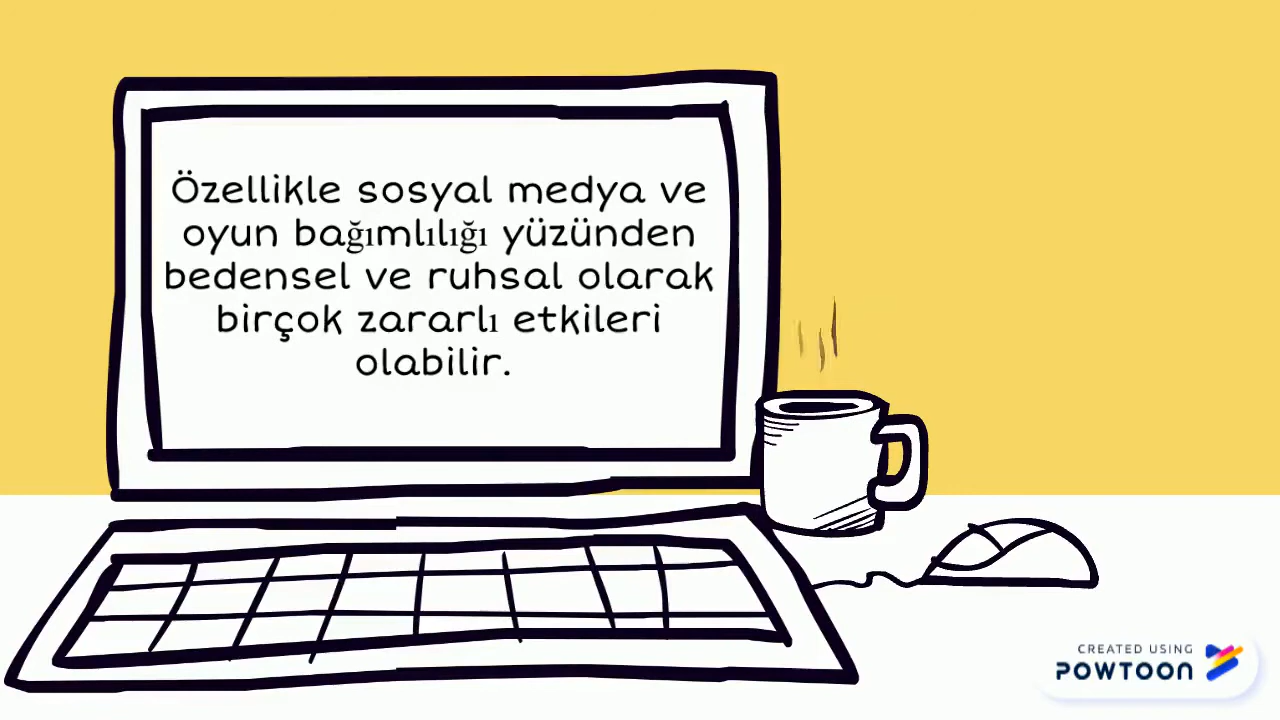 Özellikle sosyal medya ve
oyun bağımlılığı yüzünden
bedensel ve ruhsal olarak
birçok zararlı etkileri
olabilir.
CREATED USING
POWTOON